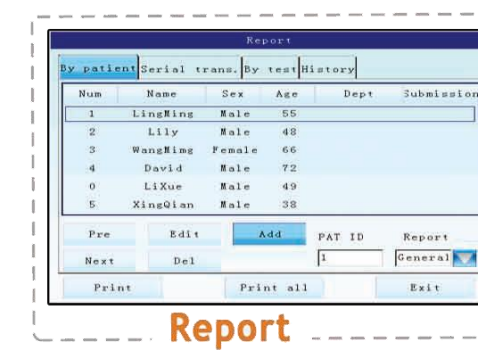 Report
By patient Serial trans. By test History
Num Name Sex Age Dept Submission
1 LingMing Male 55
2 Lily Male 48
3 WangMimg Female 66
4 David Male 72
0 LiXue Male 49
5 XingQian Male 38
Pre Edit Add PAT ID Report
Next Del 1 General
Print Print all Exit
Report